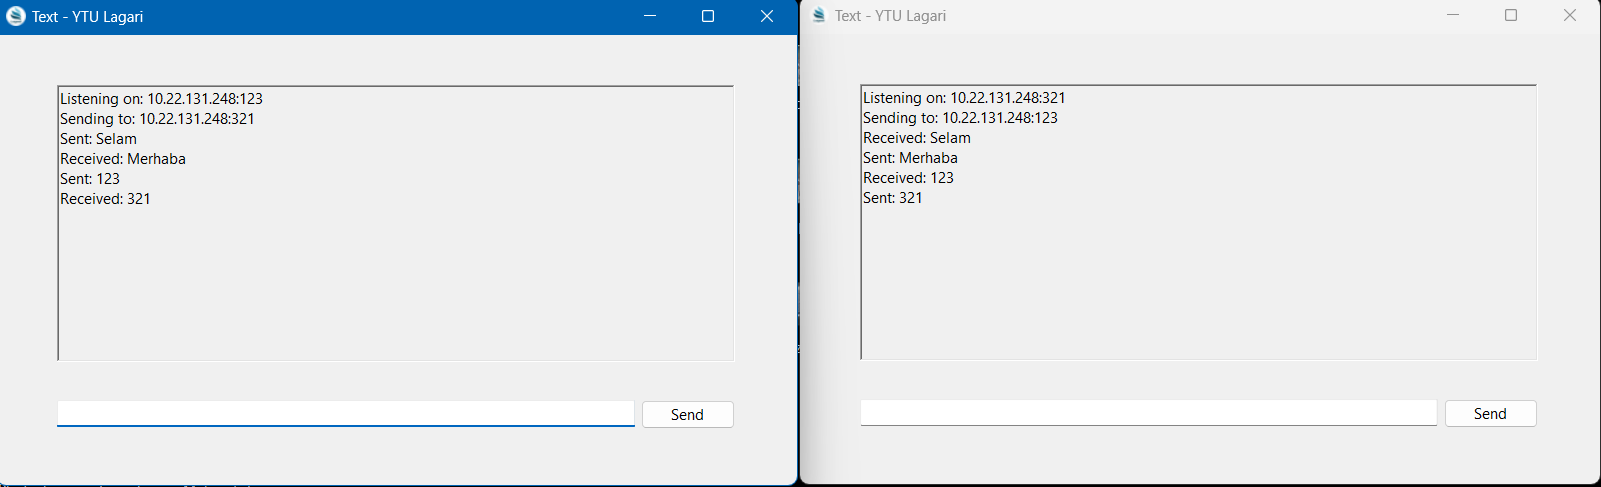 Text - YTU Lagari
Listening on: 10.22.131.248:123
Sending to: 10.22.131.248:321
Sent: Selam
Received: Merhaba
Sent: 123
Received: 321
Send
Text - YTU Lagari
Listening on: 10.22.131.248:321
Sending to: 10.22.131.248:123
Received: Selam
Sent: Merhaba
Received: 123
Sent: 321
Send